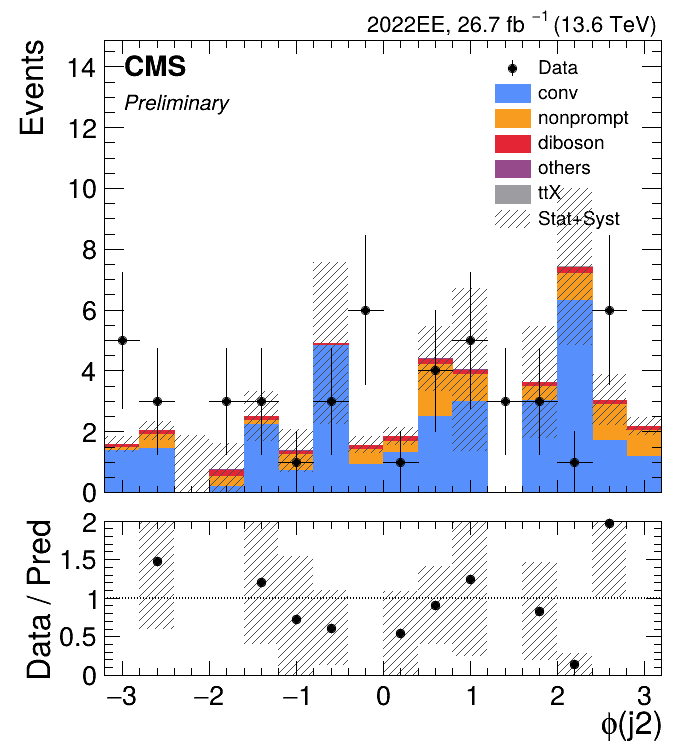 2022EE, 26.7 fb⁻¹ (13.6 TeV)
CMS
Preliminary
Events
14
12
10
8
6
4
2
0
Data
conv
nonprompt
diboson
others
ttX
Stat+Syst
Data / Pred
2
1.5
1
0.5
0
−3 −2 −1 0 1 2 3
ϕ(j2)